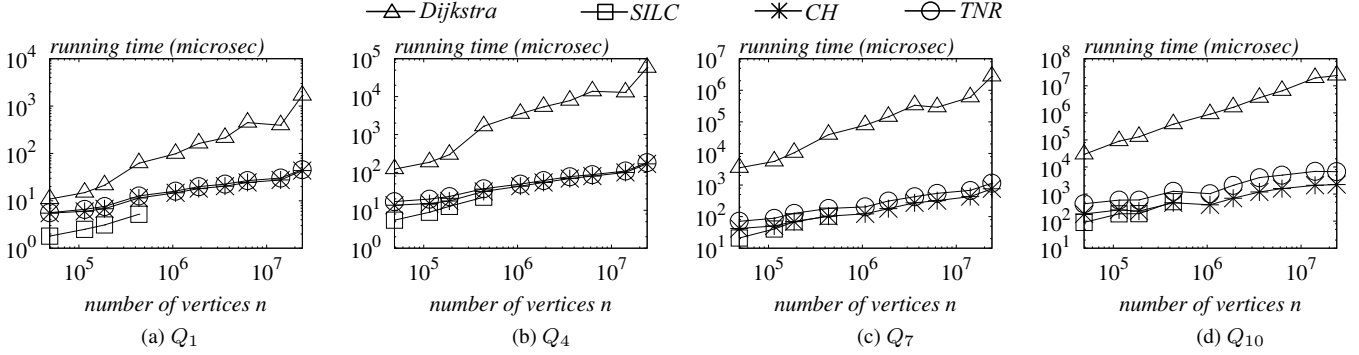 Dijkstra SILC CH TNR
running time (microsec) running time (microsec) running time (microsec) running time (microsec)
10^4 10^3 10^2 10^1 10^0
10^5 10^4 10^3 10^2 10^1 10^0
10^7 10^6 10^5 10^4 10^3 10^2 10^1
10^8 10^7 10^6 10^5 10^4 10^3 10^2 10^1
10^5 10^6 10^7 10^5 10^6 10^7 10^5 10^6 10^7 10^5 10^6 10^7
number of vertices n number of vertices n number of vertices n number of vertices n
(a) Q_1 (b) Q_4 (c) Q_7 (d) Q_10